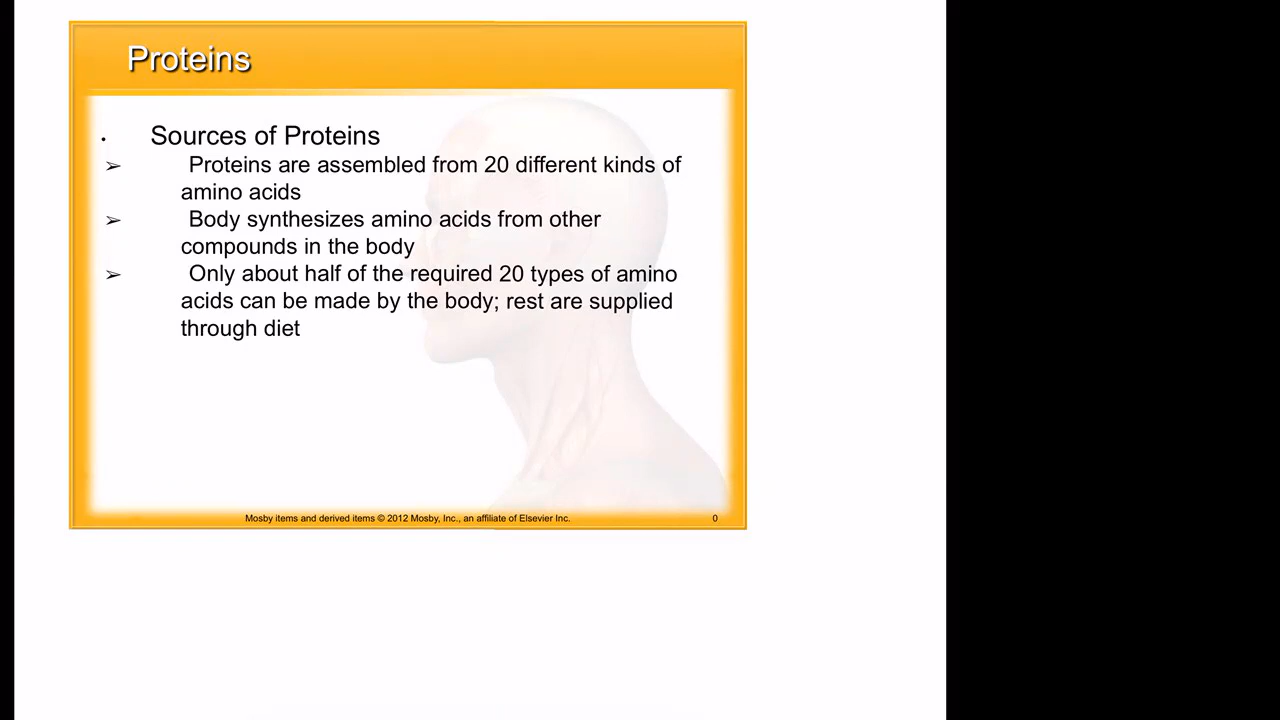 Proteins
· Sources of Proteins
➢ Proteins are assembled from 20 different kinds of
amino acids
➢ Body synthesizes amino acids from other
compounds in the body
➢ Only about half of the required 20 types of amino
acids can be made by the body; rest are supplied
through diet
Mosby items and derived items © 2012 Mosby, Inc., an affiliate of Elsevier Inc. 0